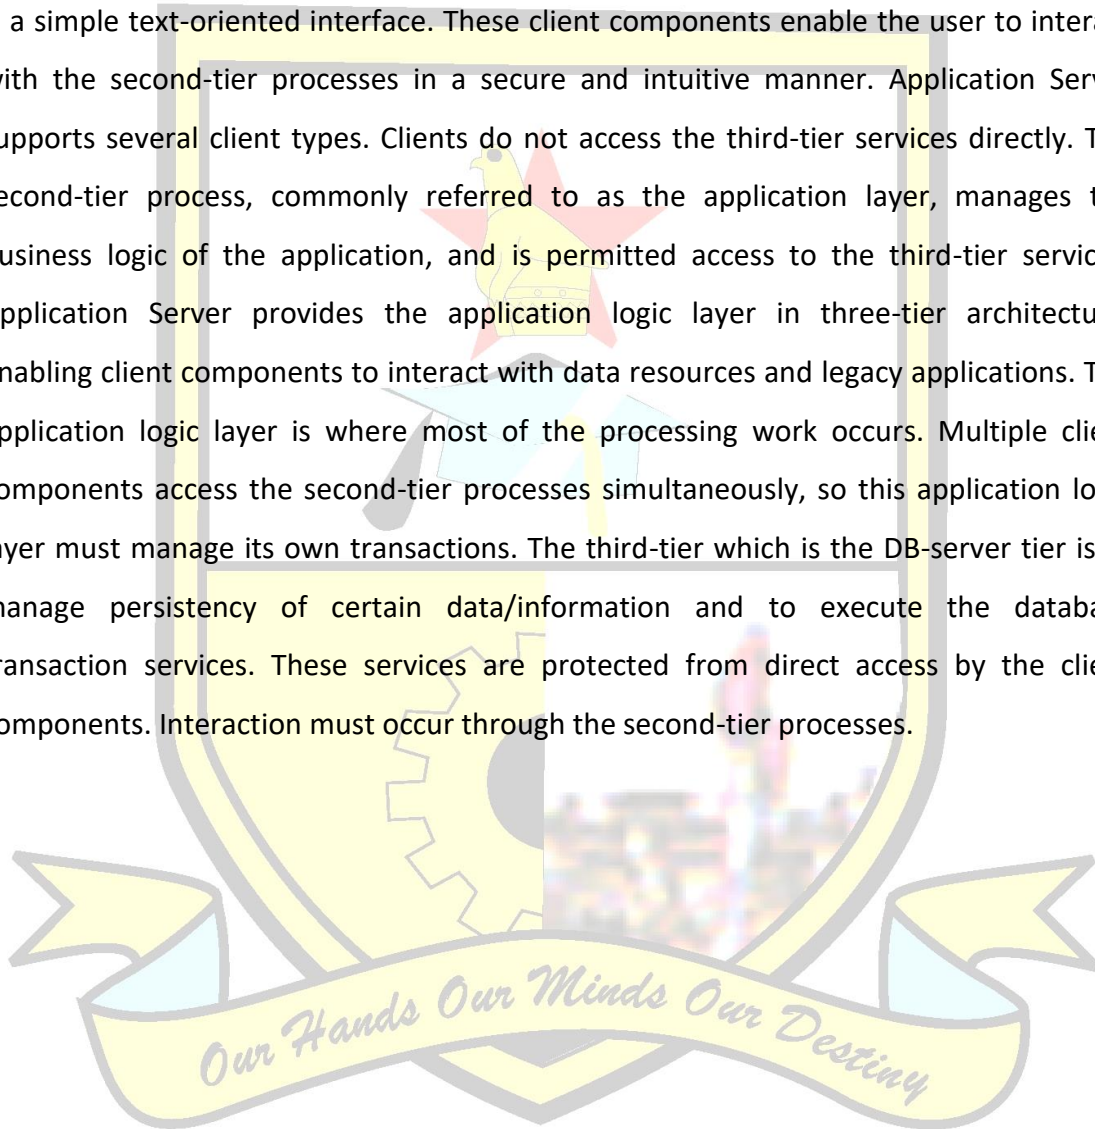 a simple text-oriented interface. These client components enable the user to intera
with the second-tier processes in a secure and intuitive manner. Application Serv
upports several client types. Clients do not access the third-tier services directly. T
econd-tier process, commonly referred to as the application layer, manages t
usiness logic of the application, and is permitted access to the third-tier servic
pplication Server provides the application logic layer in three-tier architectu
nabling client components to interact with data resources and legacy applications. T
pplication logic layer is where most of the processing work occurs. Multiple clie
omponents access the second-tier processes simultaneously, so this application lo
ayer must manage its own transactions. The third-tier which is the DB-server tier is
manage persistency of certain data/information and to execute the databa
ransaction services. These services are protected from direct access by the clie
omponents. Interaction must occur through the second-tier processes.
Our Hands Our Minds Our Destiny